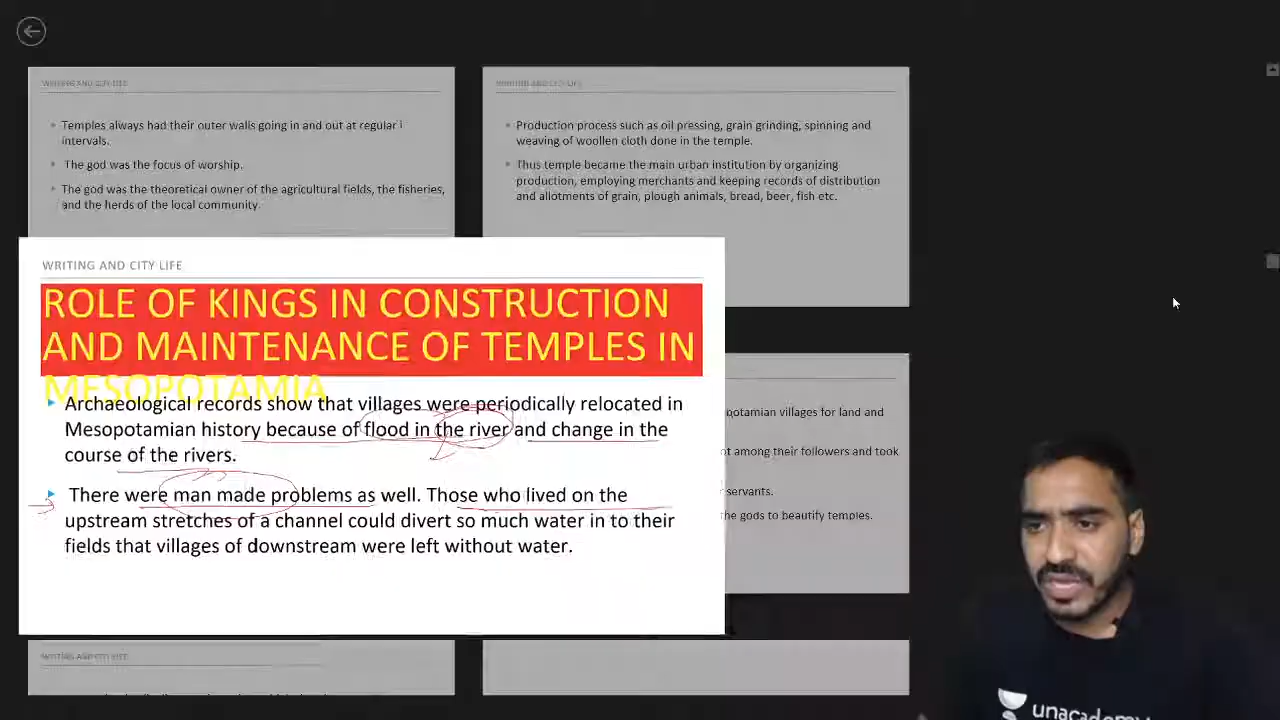 WRITING AND CITY LIFE
Temples always had their outer walls going in and out at regular
intervals.
The god was the focus of worship.
The god was the theoretical owner of the agricultural fields, the fisheries,
and the herds of the local community.
WRITING AND CITY LIFE
Production process such as oil pressing, grain grinding, spinning and
weaving of woollen cloth done in the temple.
Thus temple became the main urban institution by organizing
production, employing merchants and keeping records of distribution
and allotments of grain, plough animals, bread, beer, fish etc.
WRITING AND CITY LIFE
ROLE OF KINGS IN CONSTRUCTION
AND MAINTENANCE OF TEMPLES IN
MESOPOTAMIA
Archaeological records show that villages were periodically relocated in
Mesopotamian history because of flood in the river and change in the
course of the rivers.
There were man made problems as well. Those who lived on the
upstream stretches of a channel could divert so much water in to their
fields that villages of downstream were left without water.
villages for land and
among their followers and took
servants.
the gods to beautify temples.
WRITING AND CITY LIFE
unacademy